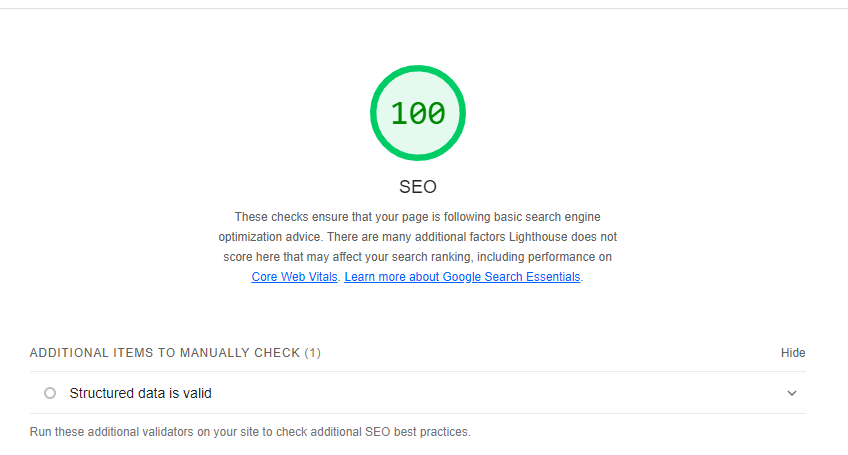 100
SEO
These checks ensure that your page is following basic search engine
optimization advice. There are many additional factors Lighthouse does not
score here that may affect your search ranking, including performance on
Core Web Vitals. Learn more about Google Search Essentials.
ADDITIONAL ITEMS TO MANUALLY CHECK (1)
Hide
Structured data is valid
Run these additional validators on your site to check additional SEO best practices.